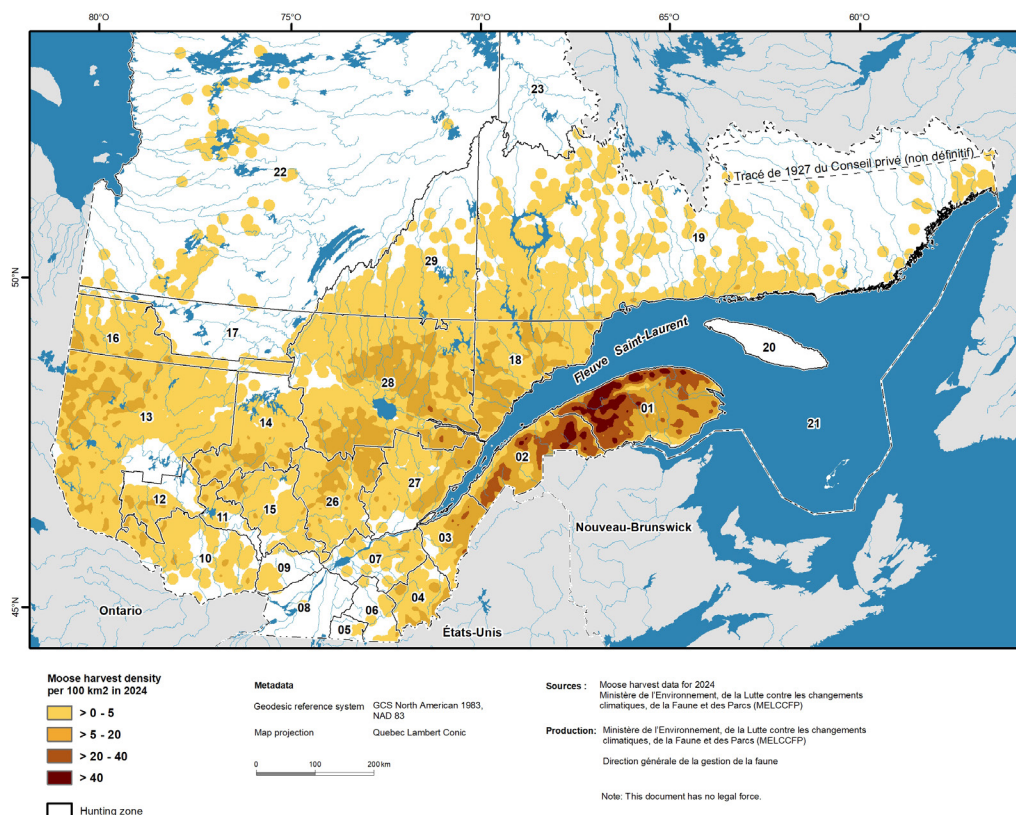 80°O
75°O
70°O
65°O
60°O
23
22
Tracé de 1927 du Conseil privé (non définitif)
19
29
50°N
50°N
16
17
18
Fleuve Saint-Laurent
20
28
01
13
14
21
02
27
12
26
15
11
Nouveau-Brunswick
03
10
07
09
04
45°N
45°N
08
06
Ontario
05
États-Unis
Moose harvest density
per 100 km2 in 2024
> 0 - 5
> 5 - 20
> 20 - 40
> 40
Hunting zone
Metadata
Geodesic reference system GCS North American 1983,
NAD 83
Map projection Quebec Lambert Conic
0 100 200 km
Sources : Moose harvest data for 2024
Ministère de l'Environnement, de la Lutte contre les changements
climatiques, de la Faune et des Parcs (MELCCFP)
Production: Ministère de l'Environnement, de la Lutte contre les changements
climatiques, de la Faune et des Parcs (MELCCFP)
Direction générale de la gestion de la faune
Note: This document has no legal force.